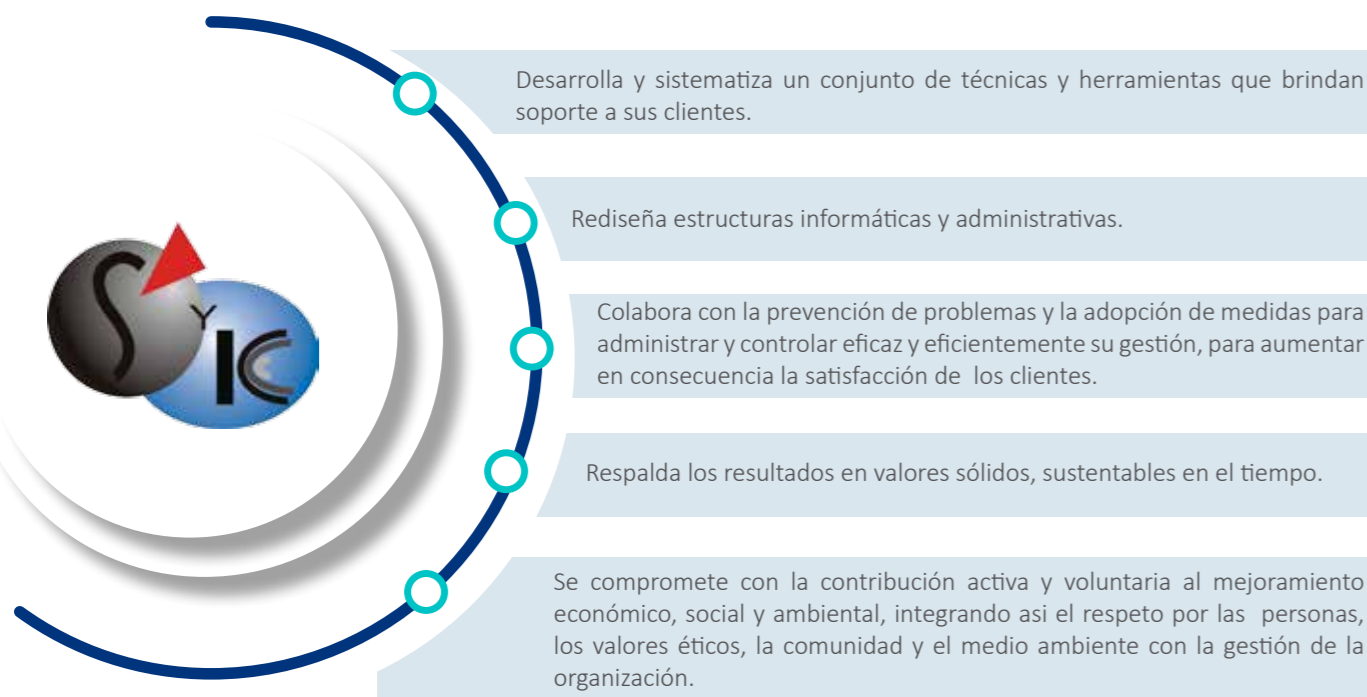 S Y C
Desarrolla y sistematiza un conjunto de técnicas y herramientas que brindan
soporte a sus clientes.
Rediseña estructuras informáticas y administrativas.
Colabora con la prevención de problemas y la adopción de medidas para
administrar y controlar eficaz y eficientemente su gestión, para aumentar
en consecuencia la satisfacción de  los clientes.
Respalda los resultados en valores sólidos, sustentables en el tiempo.
Se compromete con la contribución activa y voluntaria al mejoramiento
económico, social y ambiental, integrando asi el respeto por las  personas,
los valores éticos, la comunidad y el medio ambiente con la gestión de la
organización.